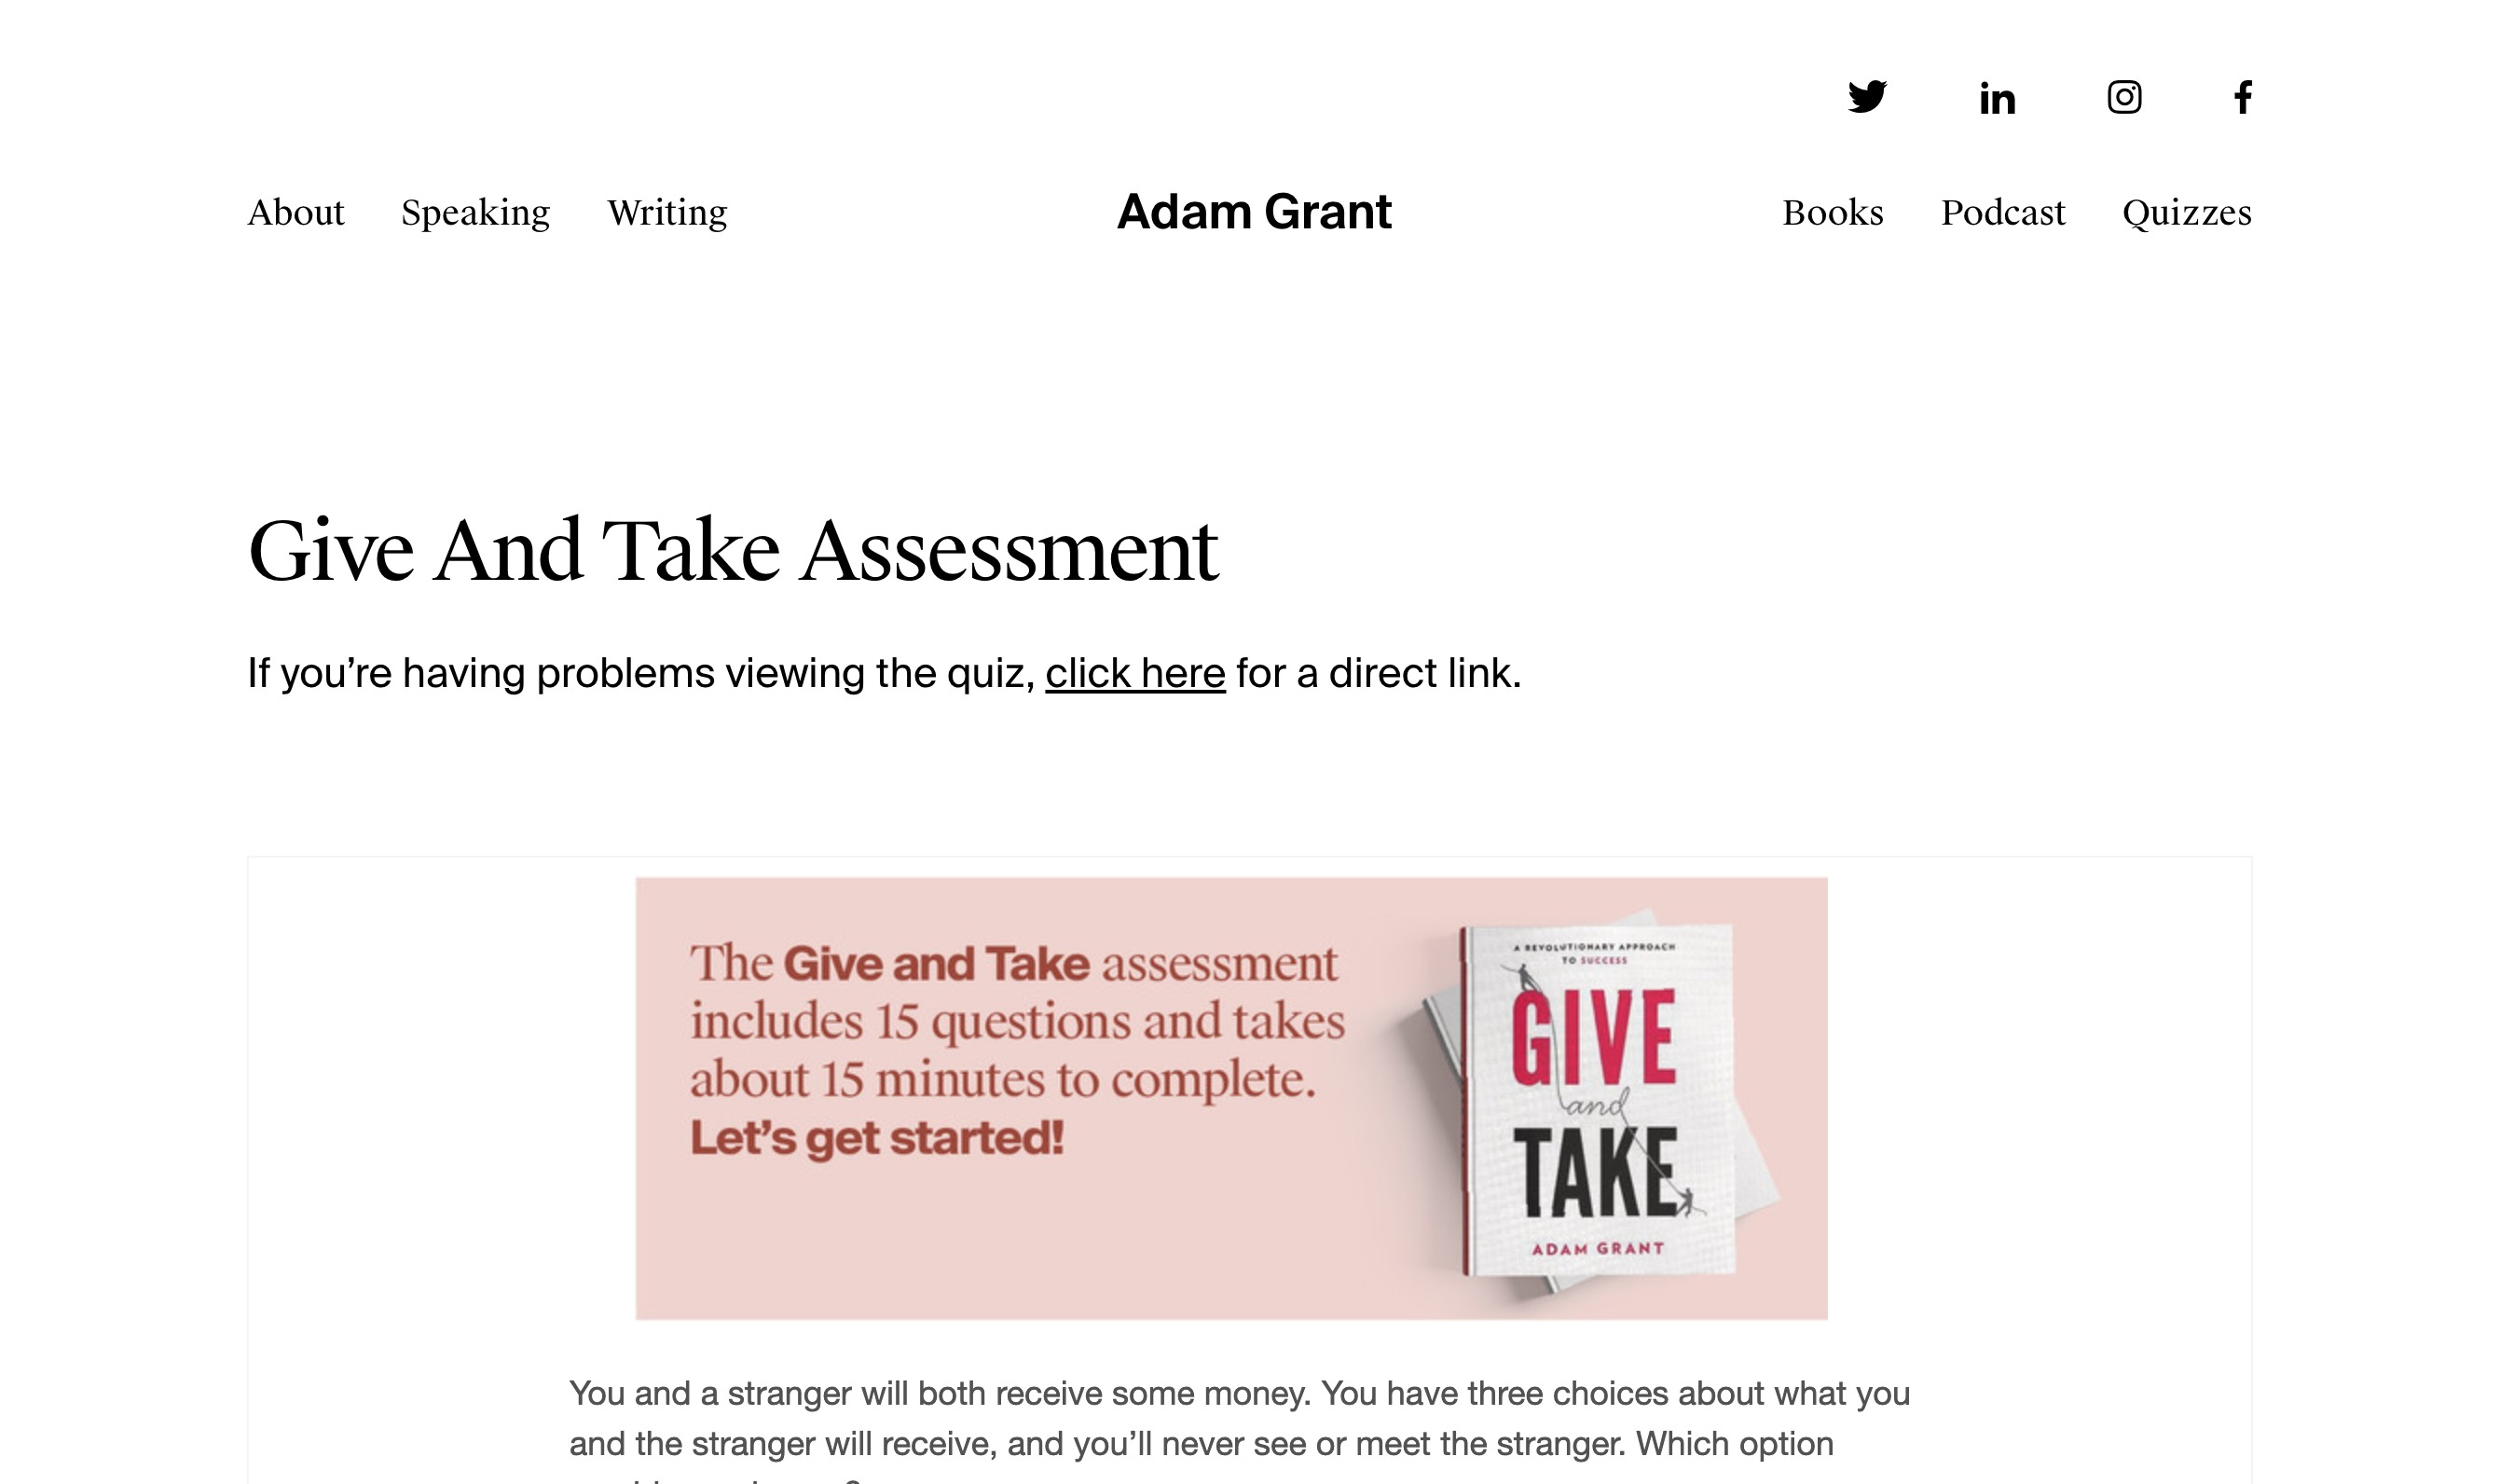 About Speaking Writing Adam Grant Books Podcast Quizzes
Give And Take Assessment
If you’re having problems viewing the quiz, click here for a direct link.
The Give and Take assessment
includes 15 questions and takes
about 15 minutes to complete.
Let’s get started!
A REVOLUTIONARY APPROACH
TO SUCCESS
GIVE
and
TAKE
ADAM GRANT
You and a stranger will both receive some money. You have three choices about what you
and the stranger will receive, and you’ll never see or meet the stranger. Which option